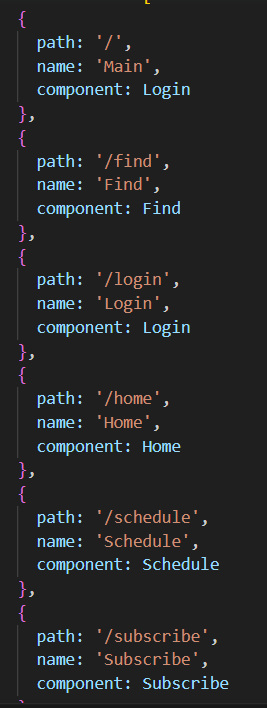 {
path: '/',
name: 'Main',
component: Login
},
{
path: '/find',
name: 'Find',
component: Find
},
{
path: '/login',
name: 'Login',
component: Login
},
{
path: '/home',
name: 'Home',
component: Home
},
{
path: '/schedule',
name: 'Schedule',
component: Schedule
},
{
path: '/subscribe',
name: 'Subscribe',
component: Subscribe